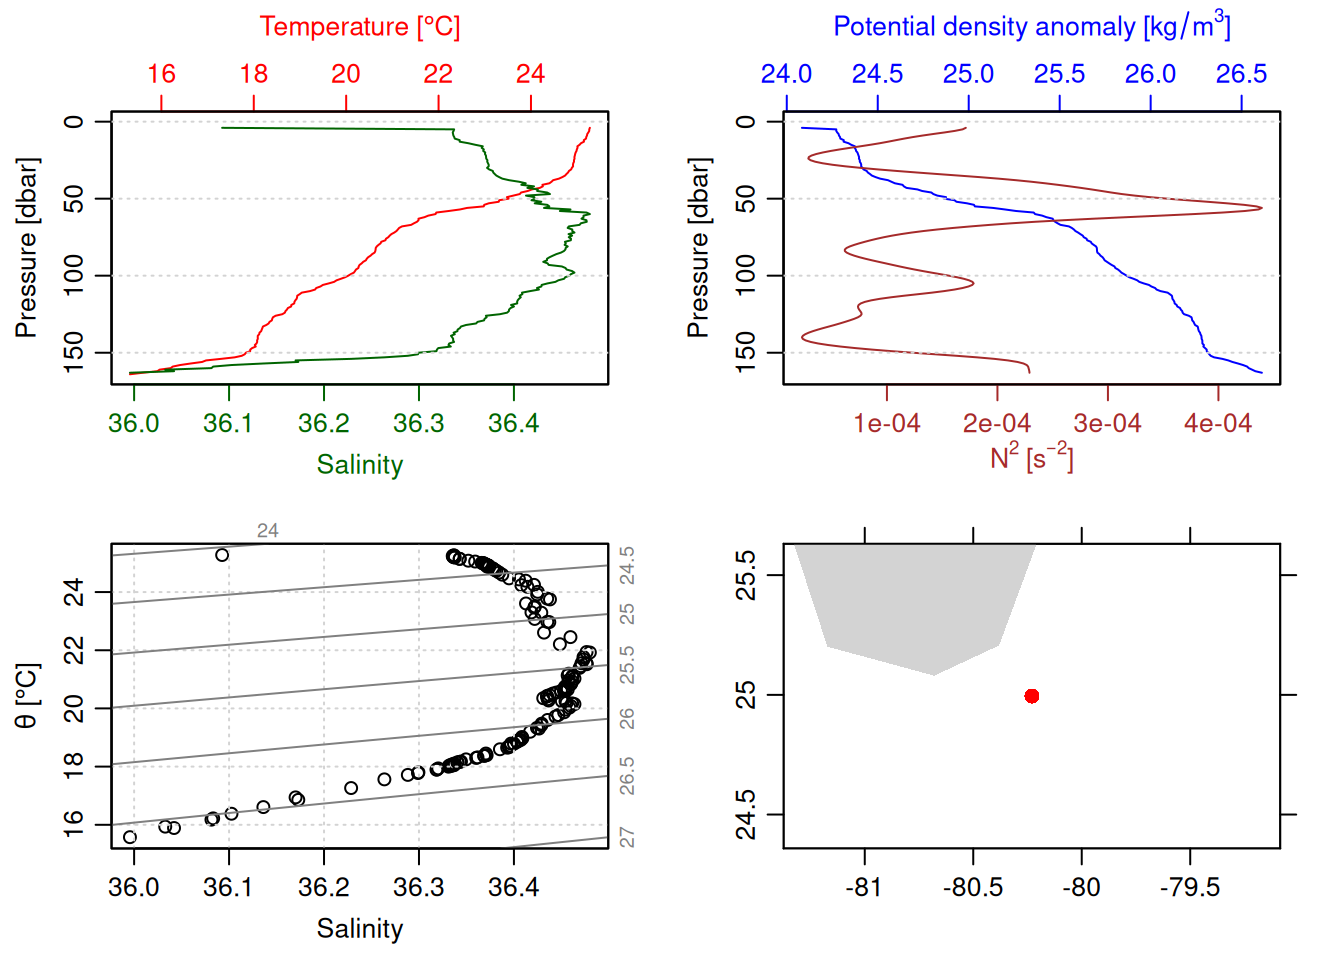 Temperature [°C]
16 18 20 22 24
Pressure [dbar]
0 50 100 150
36.0 36.1 36.2 36.3 36.4
Salinity
Potential density anomaly [kg/m³]
24.0 24.5 25.0 25.5 26.0 26.5
Pressure [dbar]
0 50 100 150
1e-04 2e-04 3e-04 4e-04
N² [s⁻²]
24
24.5 25 25.5 26 26.5 27
θ [°C]
24 22 20 18 16
36.0 36.1 36.2 36.3 36.4
Salinity
25.5 25 24.5
-81 -80.5 -80 -79.5